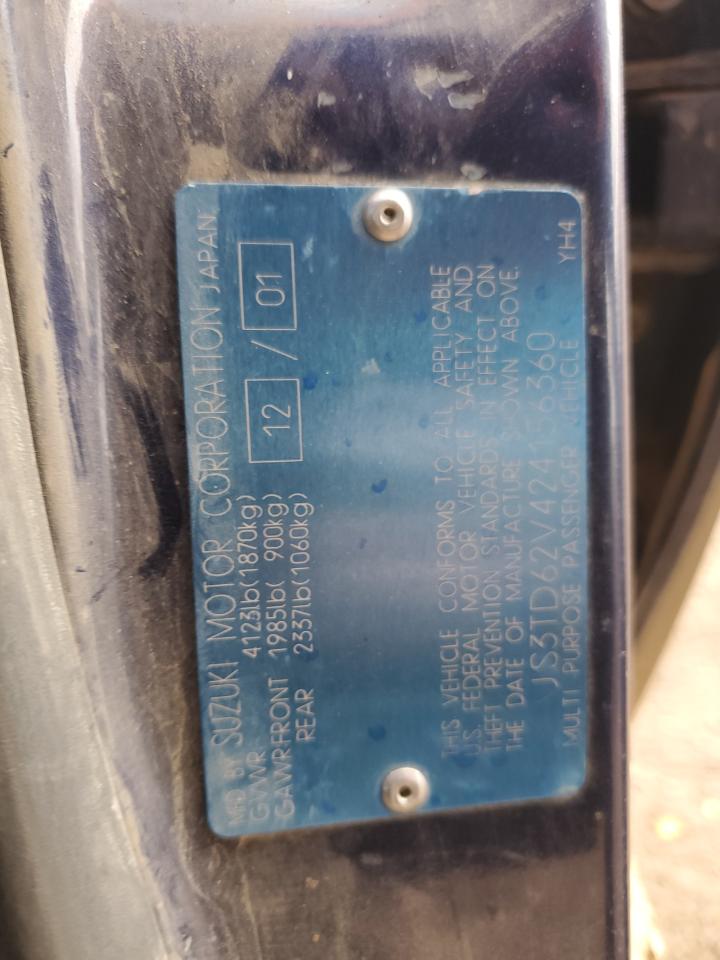 MFD BY SUZUKI MOTOR CORPORATION JAPAN
GVWR 4123lb(1870kg)
GAWR FRONT 1985lb( 900kg) 12 / 01
REAR 2337lb(1060kg)
THIS VEHICLE CONFORMS TO ALL APPLICABLE
U.S. FEDERAL MOTOR VEHICLE SAFETY AND
THEFT PREVENTION STANDARDS IN EFFECT ON
THE DATE OF MANUFACTURE SHOWN ABOVE.
JS3TD62V424156360
MULTI PURPOSE PASSENGER VEHICLE YH4